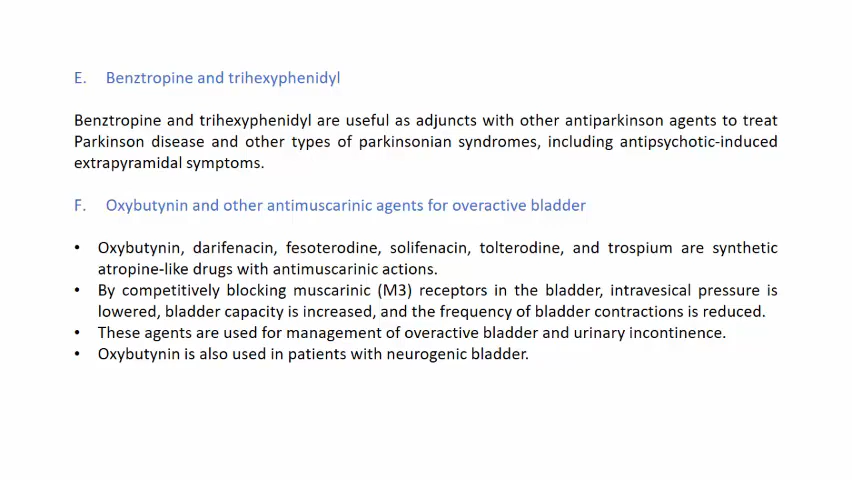 E. Benztropine and trihexyphenidyl
Benztropine and trihexyphenidyl are useful as adjuncts with other antiparkinson agents to treat
Parkinson disease and other types of parkinsonian syndromes, including antipsychotic-induced
extrapyramidal symptoms.
F. Oxybutynin and other antimuscarinic agents for overactive bladder
• Oxybutynin, darifenacin, fesoterodine, solifenacin, tolterodine, and trospium are synthetic
atropine-like drugs with antimuscarinic actions.
• By competitively blocking muscarinic (M3) receptors in the bladder, intravesical pressure is
lowered, bladder capacity is increased, and the frequency of bladder contractions is reduced.
• These agents are used for management of overactive bladder and urinary incontinence.
• Oxybutynin is also used in patients with neurogenic bladder.